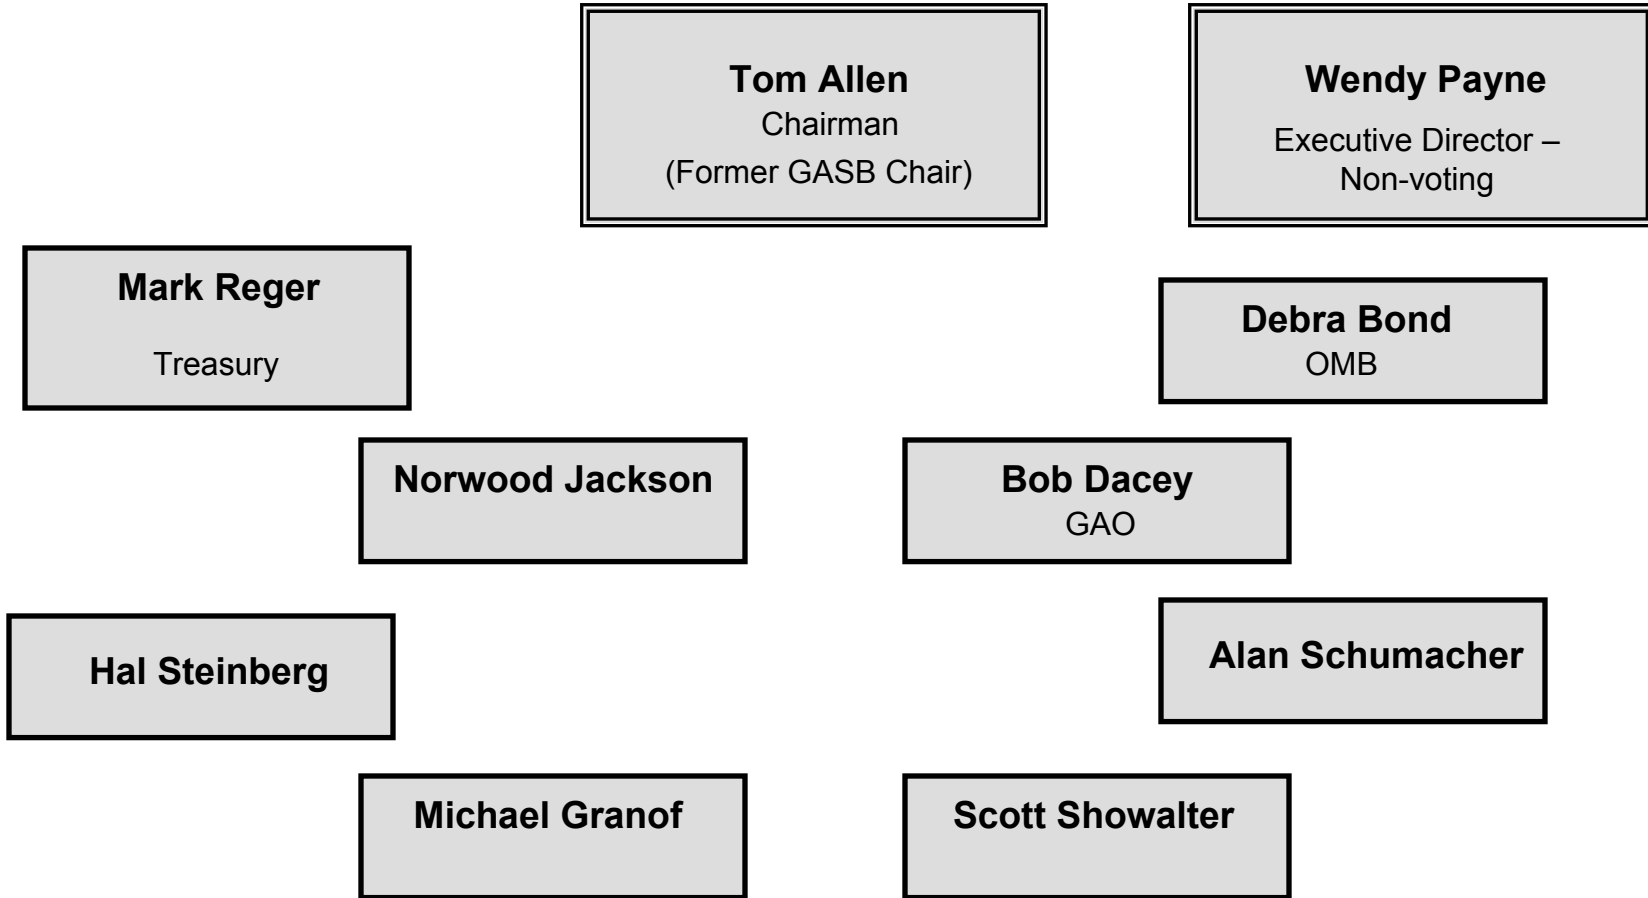 Tom Allen
Chairman
(Former GASB Chair)
Wendy Payne
Executive Director –
Non-voting
Mark Reger
Treasury
Debra Bond
OMB
Norwood Jackson
Bob Dacey
GAO
Hal Steinberg
Alan Schumacher
Michael Granof
Scott Showalter